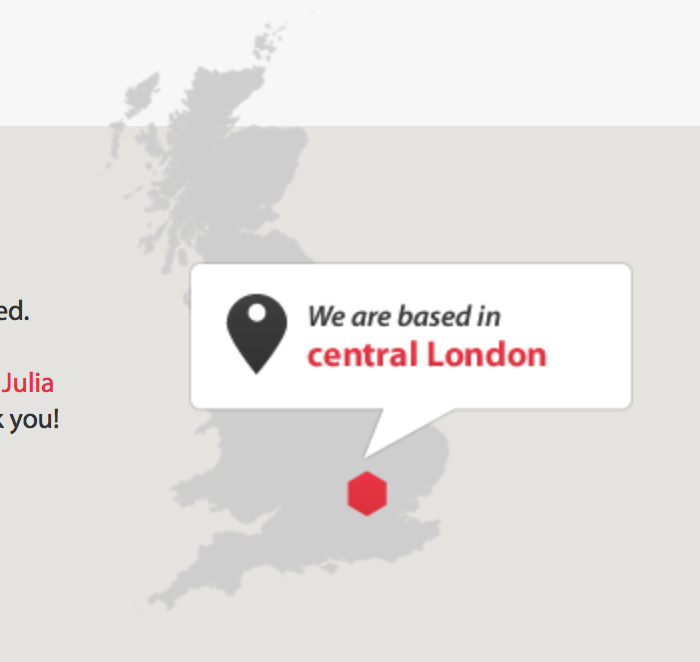 ed.
Julia
k you!
We are based in
central London